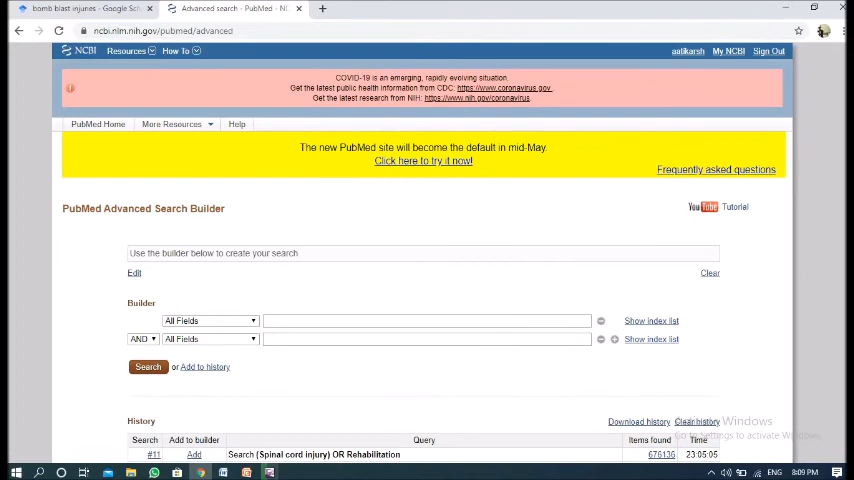 bomb blast injuries - Google Sch
Advanced search - PubMed - NC
ncbi.nlm.nih.gov/pubmed/advanced
NCBI Resources How To aatikarsh My NCBI Sign Out
COVID-19 is an emerging, rapidly evolving situation.
Get the latest public health information from CDC: https://www.coronavirus.gov .
Get the latest research from NIH: https://www.nih.gov/coronavirus.
PubMed Home More Resources Help
The new PubMed site will become the default in mid-May.
Click here to try it now!
Frequently asked questions
PubMed Advanced Search Builder
YouTube Tutorial
Use the builder below to create your search
Edit Clear
Builder
All Fields Show index list
AND All Fields Show index list
Search or Add to history
History Download history Clear history
Search Add to builder Query Items found Time
#11 Add Search (Spinal cord injury) OR Rehabilitation 676136 23:05:05
Windows
Go to Settings to activate Windows.
ENG 8:09 PM